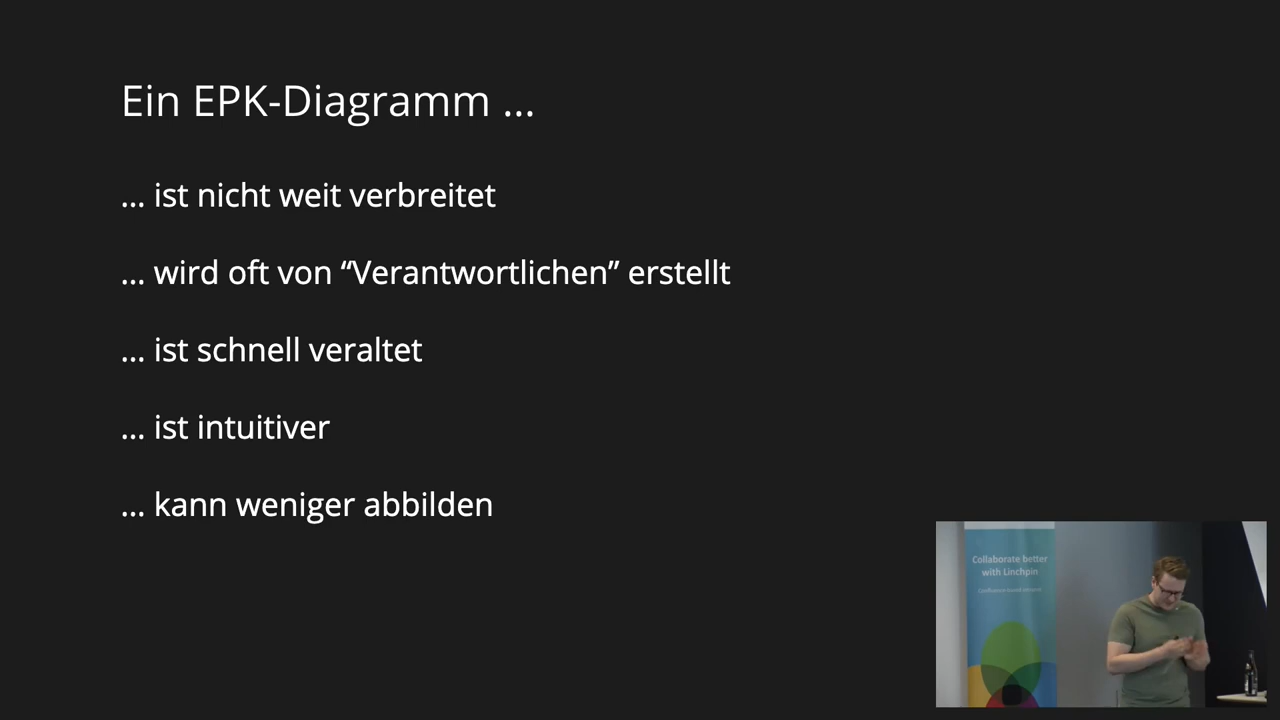 Ein EPK-Diagramm ...
... ist nicht weit verbreitet
... wird oft von “Verantwortlichen” erstellt
... ist schnell veraltet
... ist intuitiver
... kann weniger abbilden
Collaborate better
with Linchpin